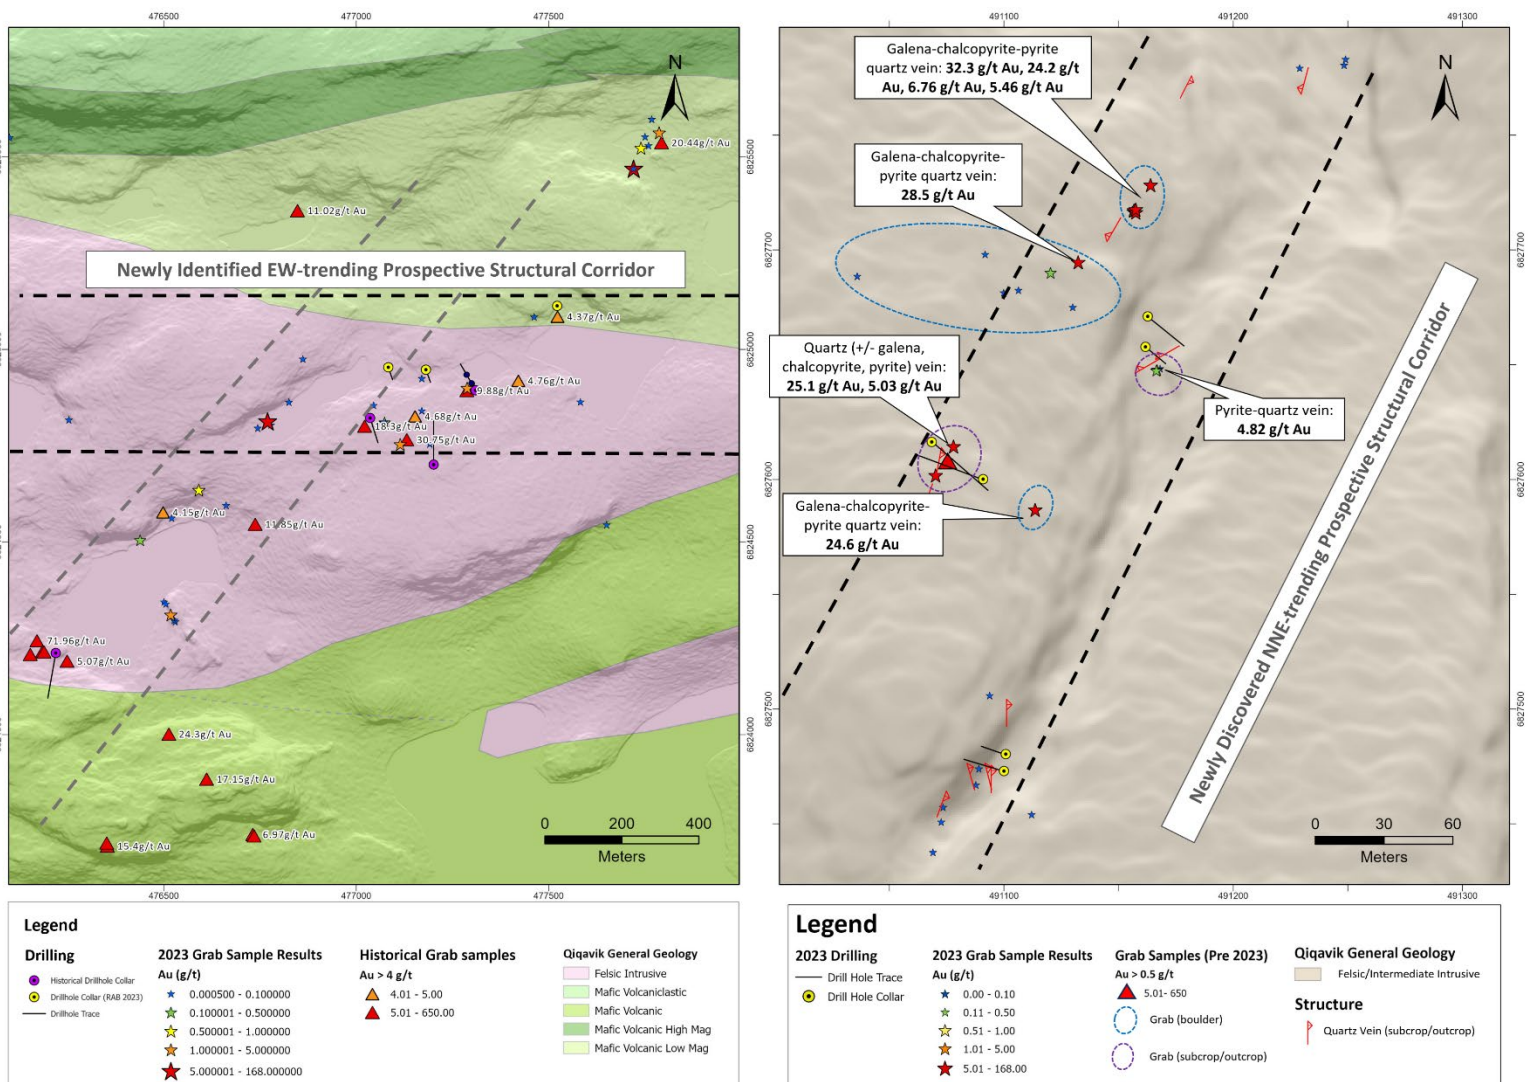 476500
477000
477500
N
6825500
20.44g/t Au
11.02g/t Au
Newly Identified EW-trending Prospective Structural Corridor
4.37g/t Au
6825000
4.76g/t Au
9.88g/t Au
4.68g/t Au
18.3g/t Au
30.75g/t Au
4.15g/t Au
11.85g/t Au
71.96g/t Au
5.07g/t Au
24.3g/t Au
6824000
17.15g/t Au
6.97g/t Au
15.4g/t Au
0 200 400
Meters
476500
477000
477500
Legend
Drilling
Historical Drillhole Collar
Drillhole Collar (RAB 2023)
Drillhole Trace
2023 Grab Sample Results
Au (g/t)
0.000500 - 0.100000
0.100001 - 0.500000
0.500001 - 1.000000
1.000001 - 5.000000
5.000001 - 168.000000
Historical Grab samples
Au > 4 g/t
4.01 - 5.00
5.01 - 650.00
Qiqavik General Geology
Felsic Intrusive
Mafic Volcaniclastic
Mafic Volcanic
Mafic Volcanic High Mag
Mafic Volcanic Low Mag
491100
491200
491300
N
Galena-chalcopyrite-pyrite
quartz vein: 32.3 g/t Au, 24.2 g/t
Au, 6.76 g/t Au, 5.46 g/t Au
Galena-chalcopyrite-
pyrite quartz vein:
28.5 g/t Au
6827700
6827700
Quartz (+/- galena,
chalcopyrite, pyrite) vein:
25.1 g/t Au, 5.03 g/t Au
Pyrite-quartz vein:
4.82 g/t Au
6827600
6827600
Galena-chalcopyrite-
pyrite quartz vein:
24.6 g/t Au
Newly Discovered NNE-trending Prospective Structural Corridor
6827500
6827500
0 30 60
Meters
491100
491200
491300
Legend
2023 Drilling
Drill Hole Trace
Drill Hole Collar
2023 Grab Sample Results
Au (g/t)
0.00 - 0.10
0.11 - 0.50
0.51 - 1.00
1.01 - 5.00
5.01 - 168.00
Grab Samples (Pre 2023)
Au > 0.5 g/t
5.01- 650
Grab (boulder)
Grab (subcrop/outcrop)
Qiqavik General Geology
Felsic/Intermediate Intrusive
Structure
Quartz Vein (subcrop/outcrop)